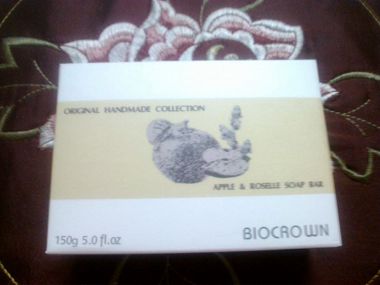 ORIGINAL HANDMADE COLLECTION
APPLE & ROSELLE SOAP BAR
150g 5.0 fl.oz
BIOCROWN